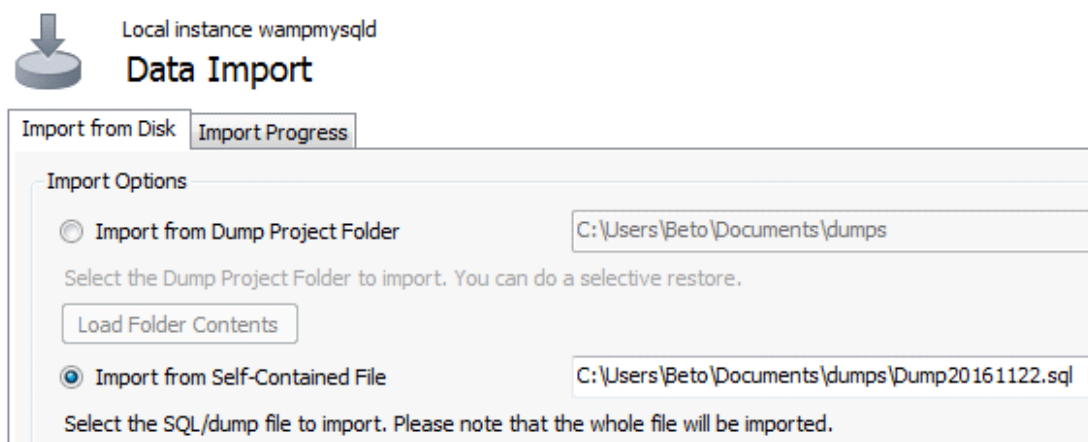 Local instance wampmysqld
Data Import
Import from Disk Import Progress
Import Options
Import from Dump Project Folder C:\Users\Beto\Documents\dumps
Select the Dump Project Folder to import. You can do a selective restore.
Load Folder Contents
Import from Self-Contained File C:\Users\Beto\Documents\dumps\Dump20161122.sql
Select the SQL/dump file to import. Please note that the whole file will be imported.